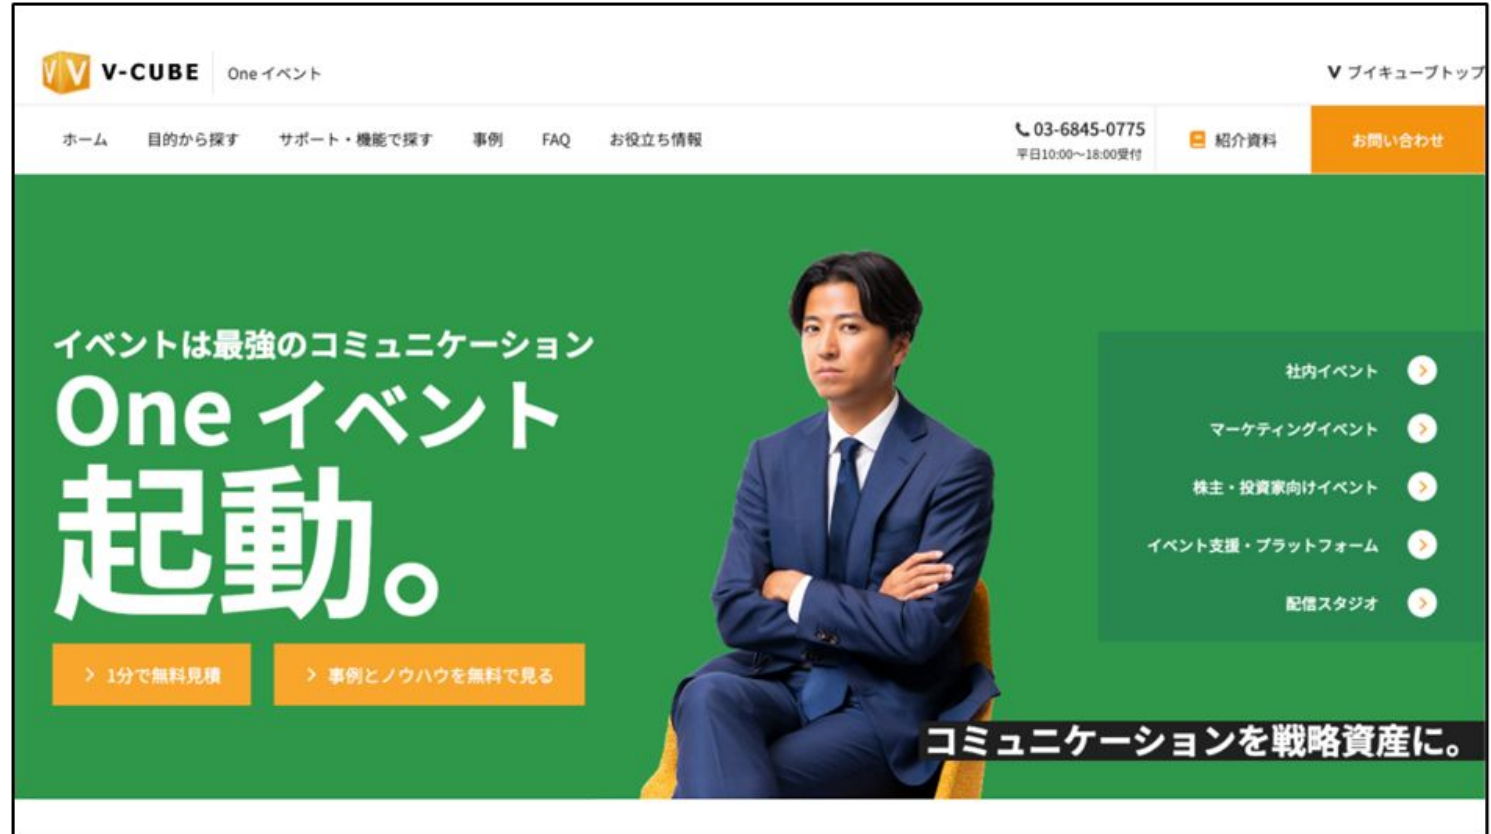 V-CUBE
One イベント
V ブイキューブトップ
ホーム
目的から探す
サポート・機能で探す
事例
FAQ
お役立ち情報
03-6845-0775
平日10:00〜18:00受付
紹介資料
お問い合わせ
イベントは最強のコミュニケーション
One イベント
起動。
1分で無料見積
事例とノウハウを無料で見る
社内イベント
マーケティングイベント
株主・投資家向けイベント
イベント支援・プラットフォーム
配信スタジオ
コミュニケーションを戦略資産に。